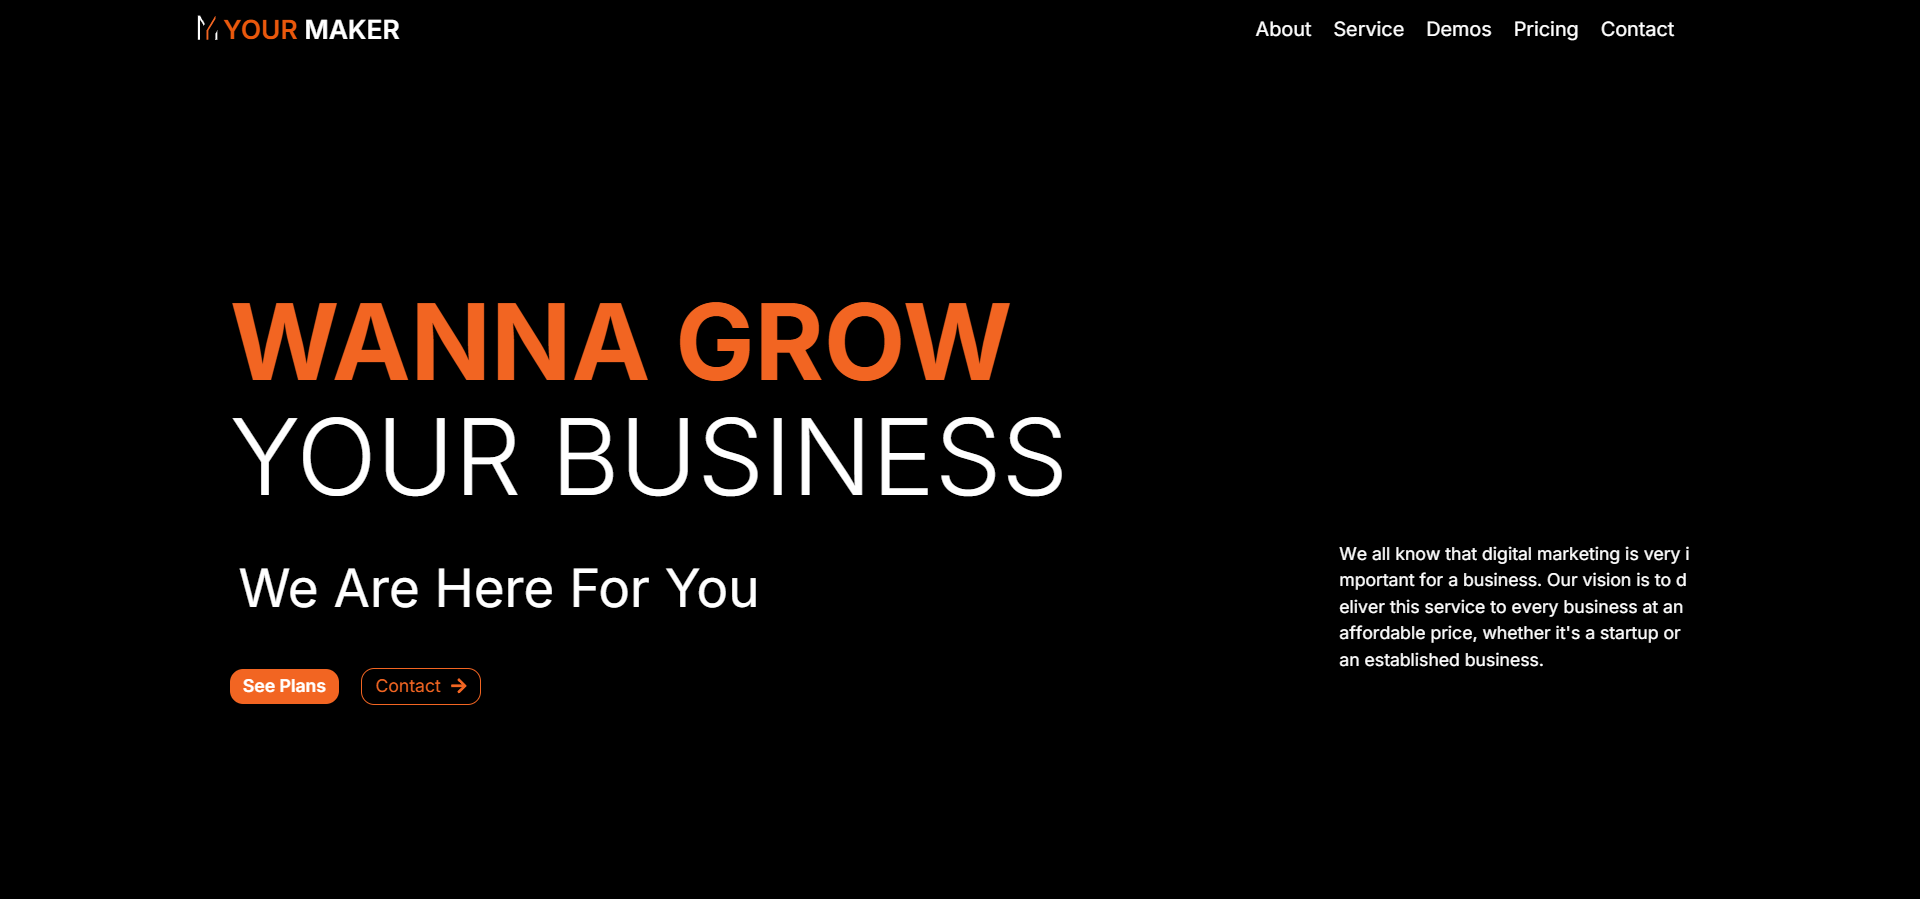 YOUR MAKER
About Service Demos Pricing Contact
WANNA GROW
YOUR BUSINESS
We Are Here For You
See Plans Contact
We all know that digital marketing is very i
mportant for a business. Our vision is to d
eliver this service to every business at an
affordable price, whether it's a startup or
an established business.